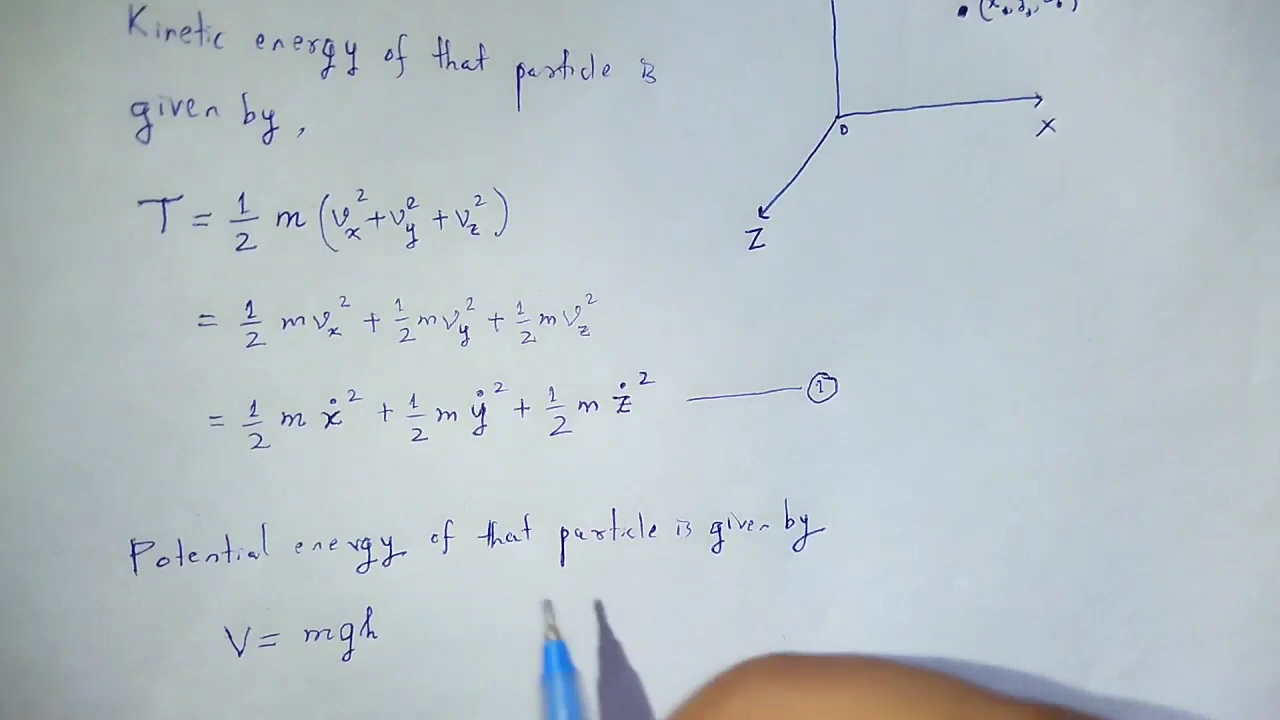 Kinetic energy of that particle is
given by,
T = 1/2 m (v_x^2 + v_y^2 + v_z^2)
= 1/2 m v_x^2 + 1/2 m v_y^2 + 1/2 m v_z^2
= 1/2 m ẋ^2 + 1/2 m ẏ^2 + 1/2 m ż^2 —— ①
Potential energy of that particle is given by
V = mgh
O
X
Z